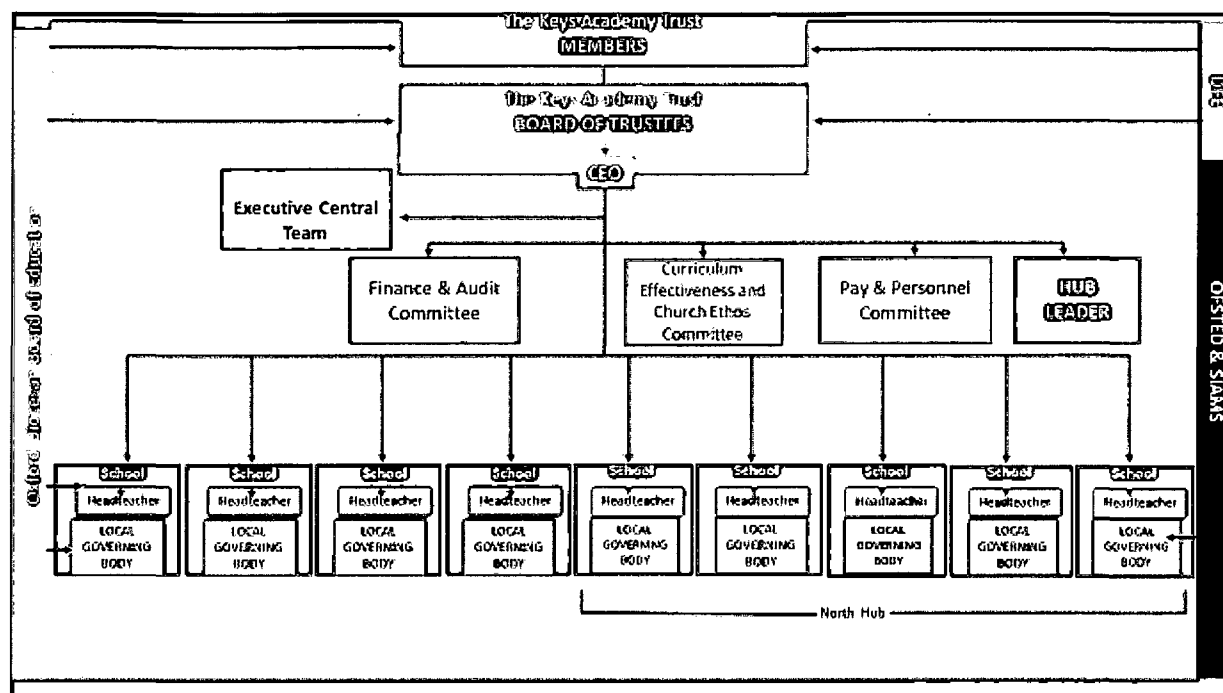 The Keys Academy Trust
MEMBERS
The Keys Academy Trust
BOARD OF TRUSTEES
CEO
Executive Central
Team
Finance & Audit
Committee
Curriculum
Effectiveness and
Church Ethos
Committee
Pay & Personnel
Committee
HUB
LEADER
OFSTED & SIAMS
School
Headteacher
LOCAL
GOVERNING
BODY
School
Headteacher
LOCAL
GOVERNING
BODY
School
Headteacher
LOCAL
GOVERNING
BODY
School
Headteacher
LOCAL
GOVERNING
BODY
School
Headteacher
LOCAL
GOVERNING
BODY
School
Headteacher
LOCAL
GOVERNING
BODY
School
Headteacher
LOCAL
GOVERNING
BODY
School
Headteacher
LOCAL
GOVERNING
BODY
School
Headteacher
LOCAL
GOVERNING
BODY
North Hub